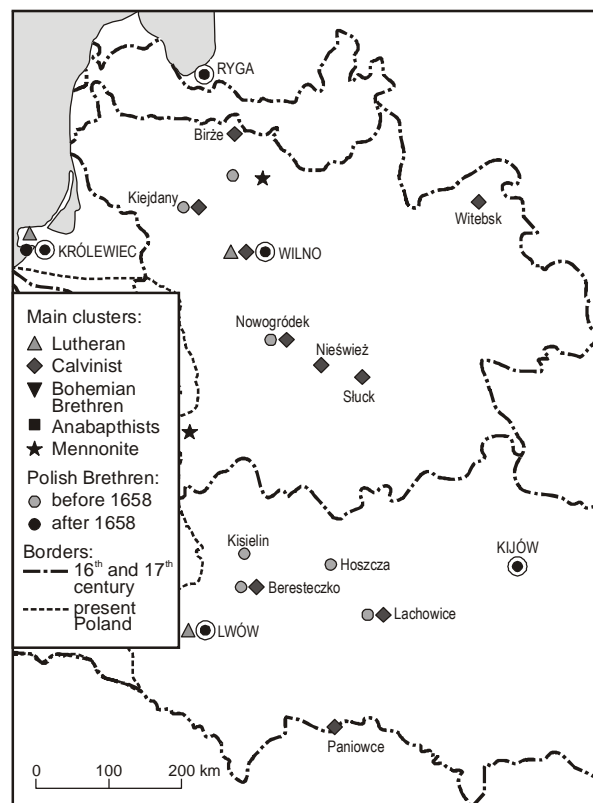 RYGA
Birże
Kiejdany
Witebsk
KRÓLEWIEC
WILNO
Nowogródek
Nieśwież
Słuck
Main clusters:
Lutheran
Calvinist
Bohemian
Brethren
Anabapthists
Mennonite
Polish Brethren:
before 1658
after 1658
Borders:
16th and 17th
century
present
Poland
Kisielin
Hoszcza
KIJÓW
Beresteczko
Lachowice
LWÓW
Paniowce
0 100 200 km